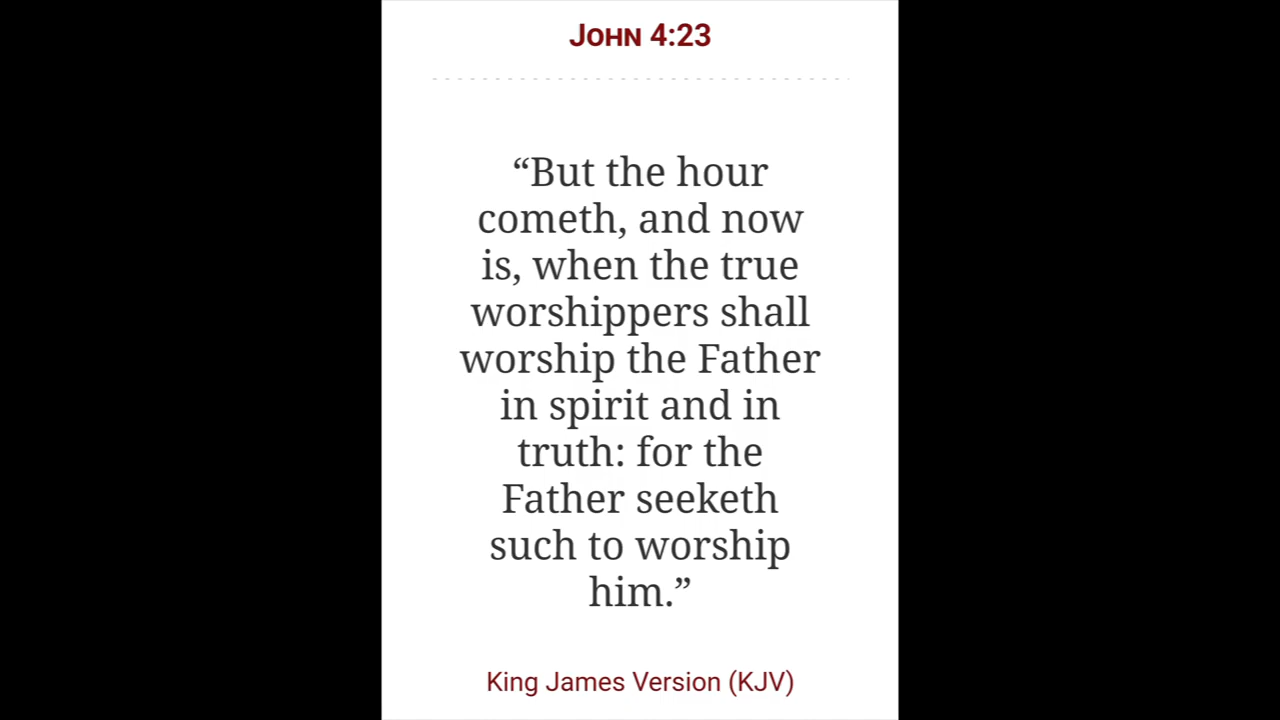 John 4:23
“But the hour
cometh, and now
is, when the true
worshippers shall
worship the Father
in spirit and in
truth: for the
Father seeketh
such to worship
him.”
King James Version (KJV)